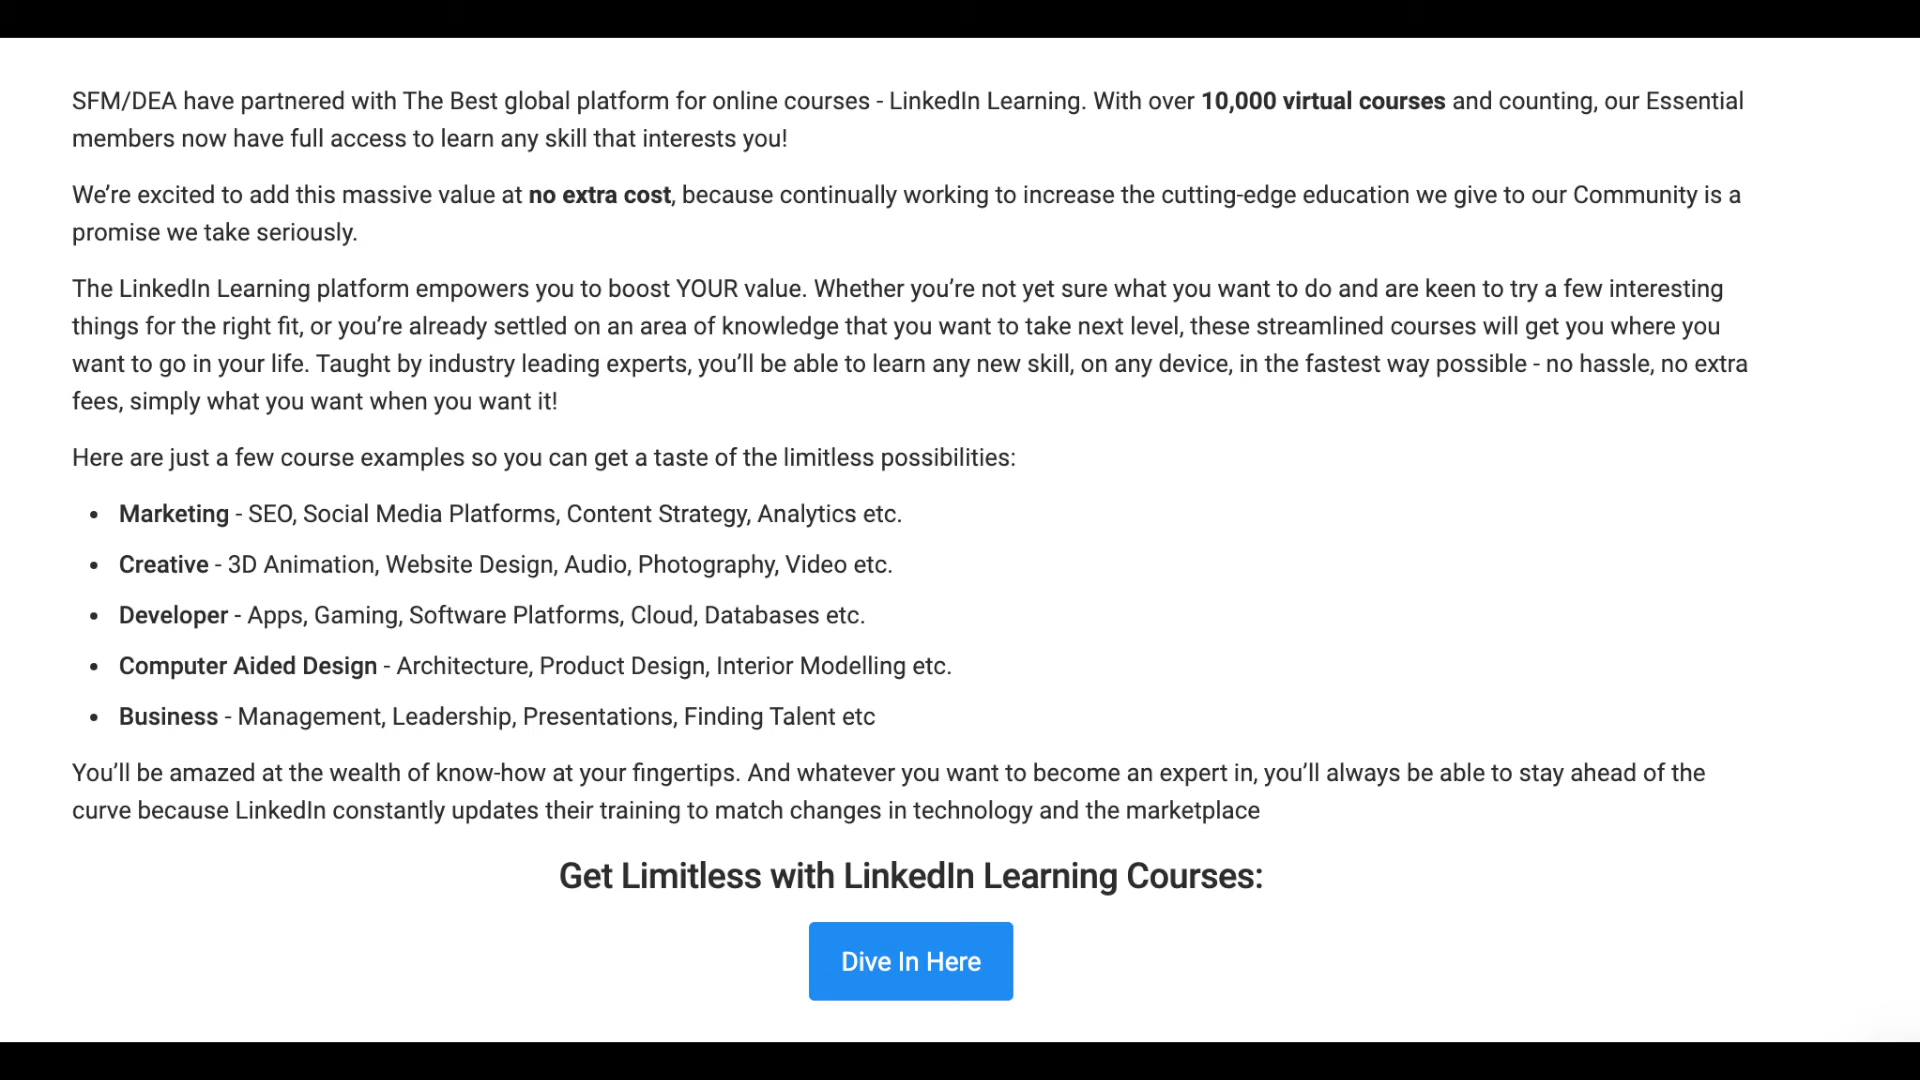 SFM/DEA have partnered with The Best global platform for online courses - LinkedIn Learning. With over 10,000 virtual courses and counting, our Essential
members now have full access to learn any skill that interests you!
We’re excited to add this massive value at no extra cost, because continually working to increase the cutting-edge education we give to our Community is a
promise we take seriously.
The LinkedIn Learning platform empowers you to boost YOUR value. Whether you’re not yet sure what you want to do and are keen to try a few interesting
things for the right fit, or you’re already settled on an area of knowledge that you want to take next level, these streamlined courses will get you where you
want to go in your life. Taught by industry leading experts, you’ll be able to learn any new skill, on any device, in the fastest way possible - no hassle, no extra
fees, simply what you want when you want it!
Here are just a few course examples so you can get a taste of the limitless possibilities:
• Marketing - SEO, Social Media Platforms, Content Strategy, Analytics etc.
• Creative - 3D Animation, Website Design, Audio, Photography, Video etc.
• Developer - Apps, Gaming, Software Platforms, Cloud, Databases etc.
• Computer Aided Design - Architecture, Product Design, Interior Modelling etc.
• Business - Management, Leadership, Presentations, Finding Talent etc
You’ll be amazed at the wealth of know-how at your fingertips. And whatever you want to become an expert in, you’ll always be able to stay ahead of the
curve because LinkedIn constantly updates their training to match changes in technology and the marketplace
Get Limitless with LinkedIn Learning Courses:
Dive In Here